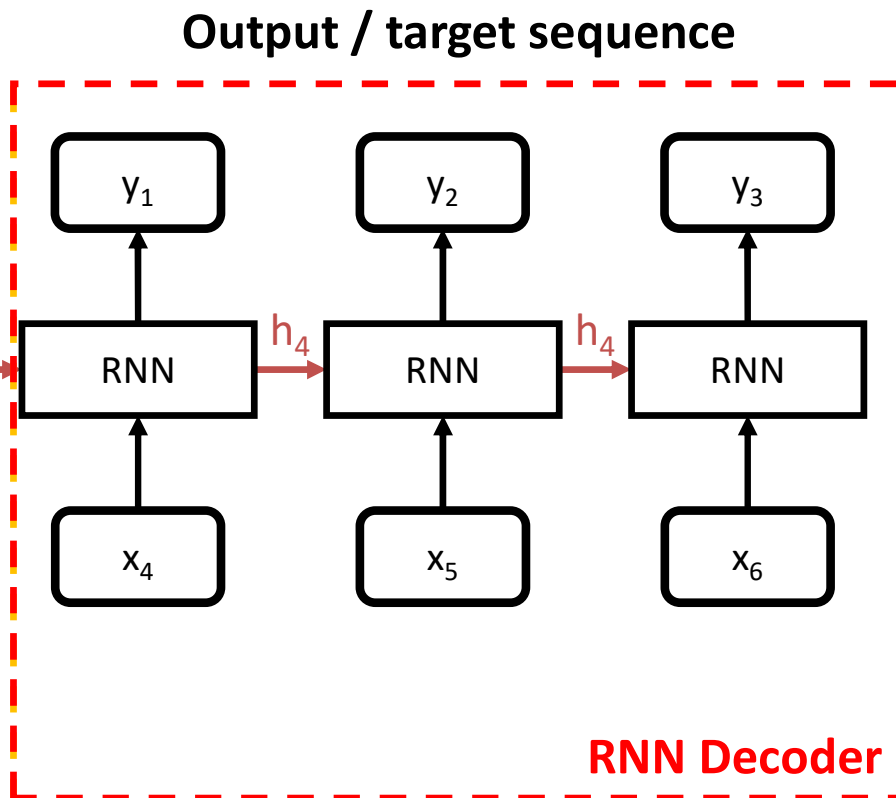 Output / target sequence
y₁ y₂ y₃
h₄ h₄
RNN RNN RNN
x₄ x₅ x₆
RNN Decoder